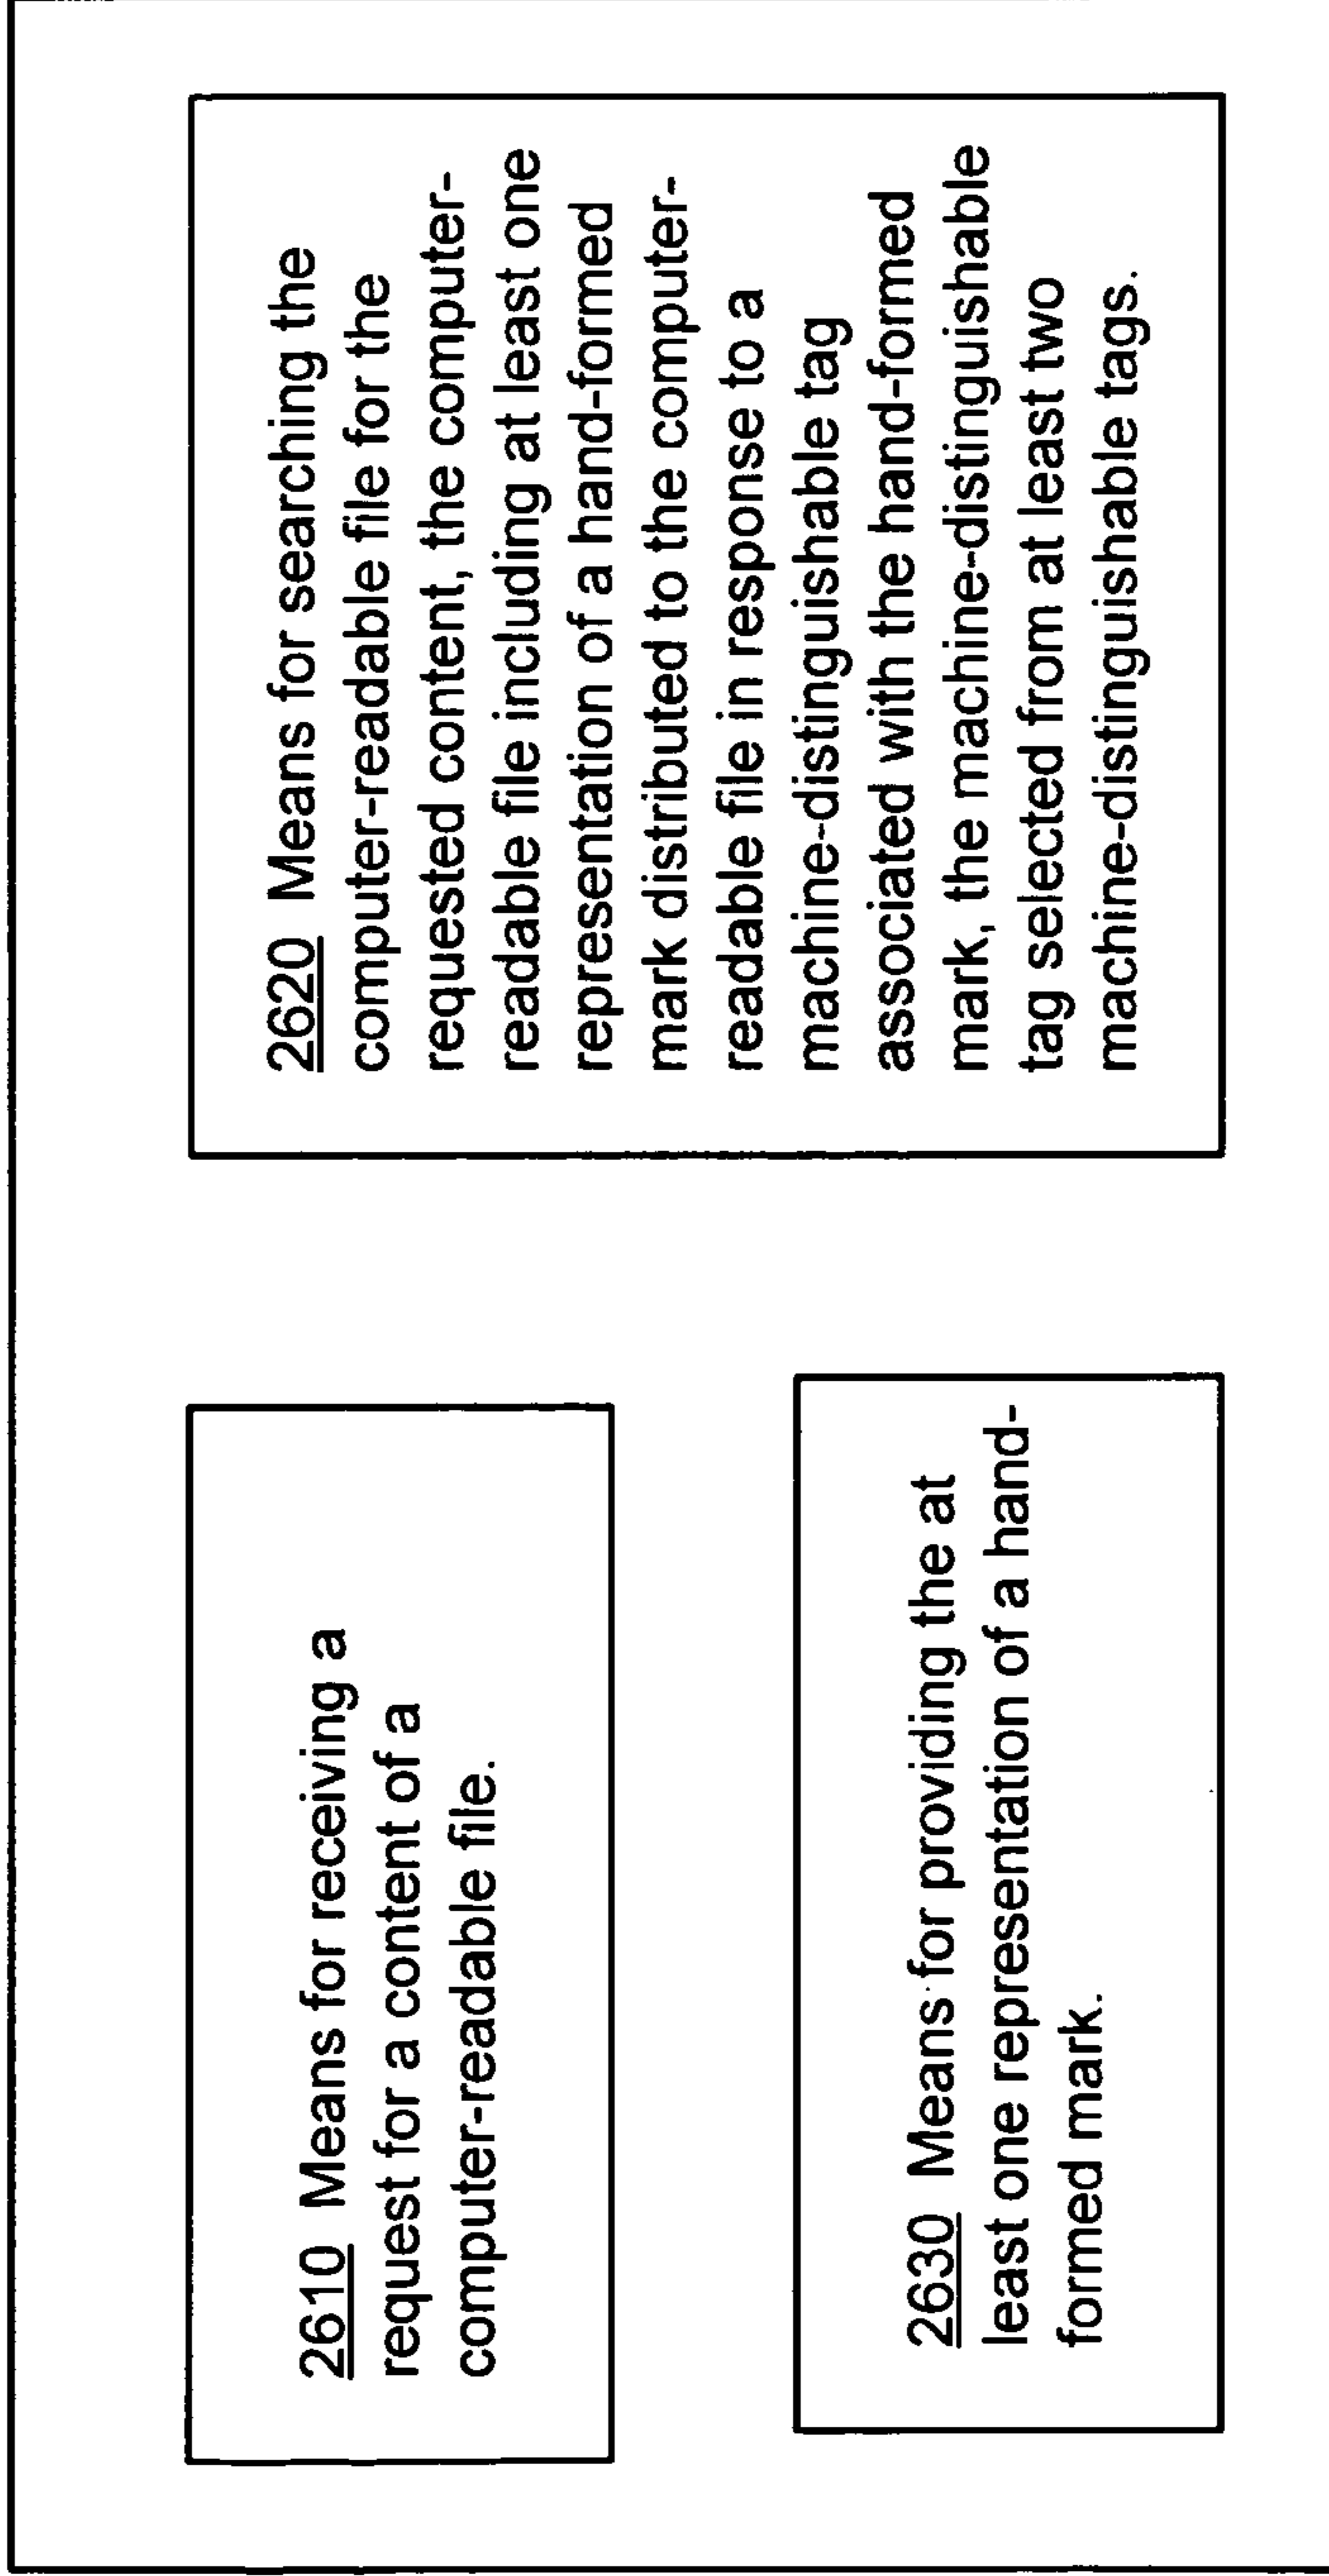 2610 Means for receiving a
request for a content of a
computer-readable file.
2620 Means for searching the
computer-readable file for the
requested content, the computer-
readable file including at least one
representation of a hand-formed
mark distributed to the computer-
readable file in response to a
machine-distinguishable tag
associated with the hand-formed
mark, the machine-distinguishable
tag selected from at least two
machine-distinguishable tags.
2630 Means for providing the at
least one representation of a hand-
formed mark.